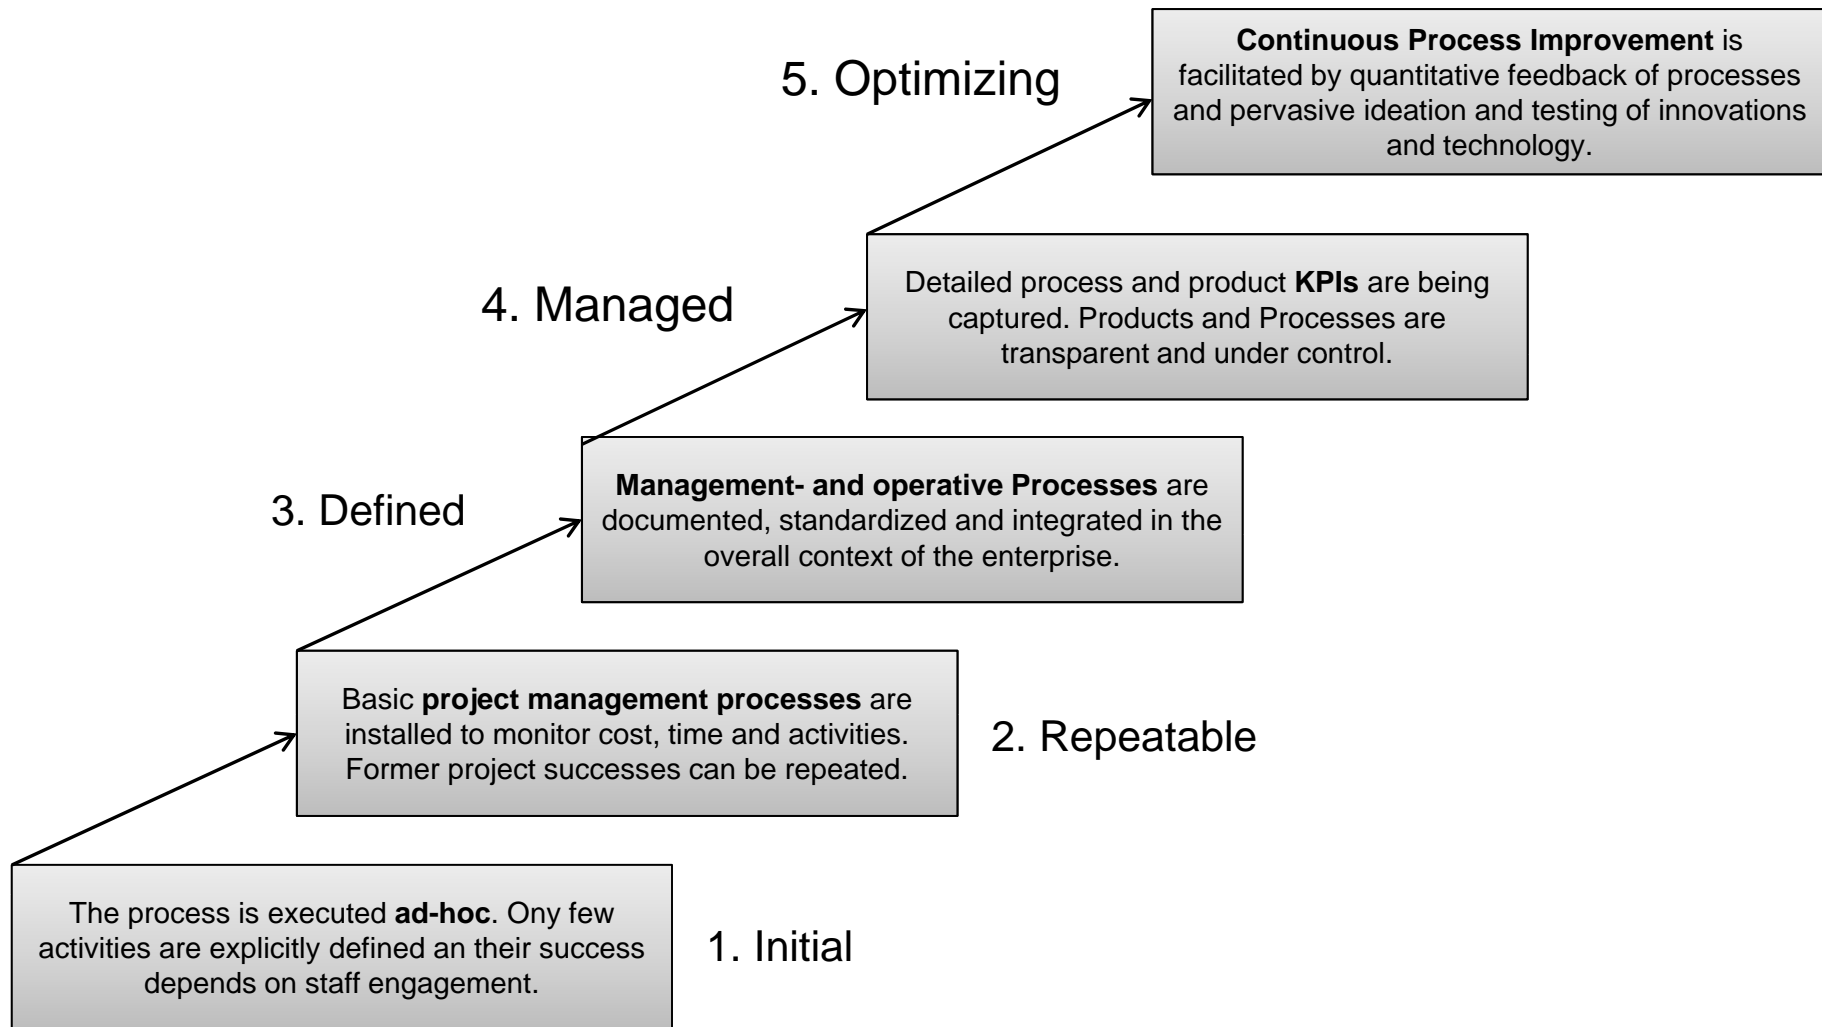 5. Optimizing
Continuous Process Improvement is
facilitated by quantitative feedback of processes
and pervasive ideation and testing of innovations
and technology.
4. Managed
Detailed process and product KPIs are being
captured. Products and Processes are
transparent and under control.
3. Defined
Management- and operative Processes are
documented, standardized and integrated in the
overall context of the enterprise.
Basic project management processes are
installed to monitor cost, time and activities.
Former project successes can be repeated.
2. Repeatable
The process is executed ad-hoc. Ony few
activities are explicitly defined an their success
depends on staff engagement.
1. Initial